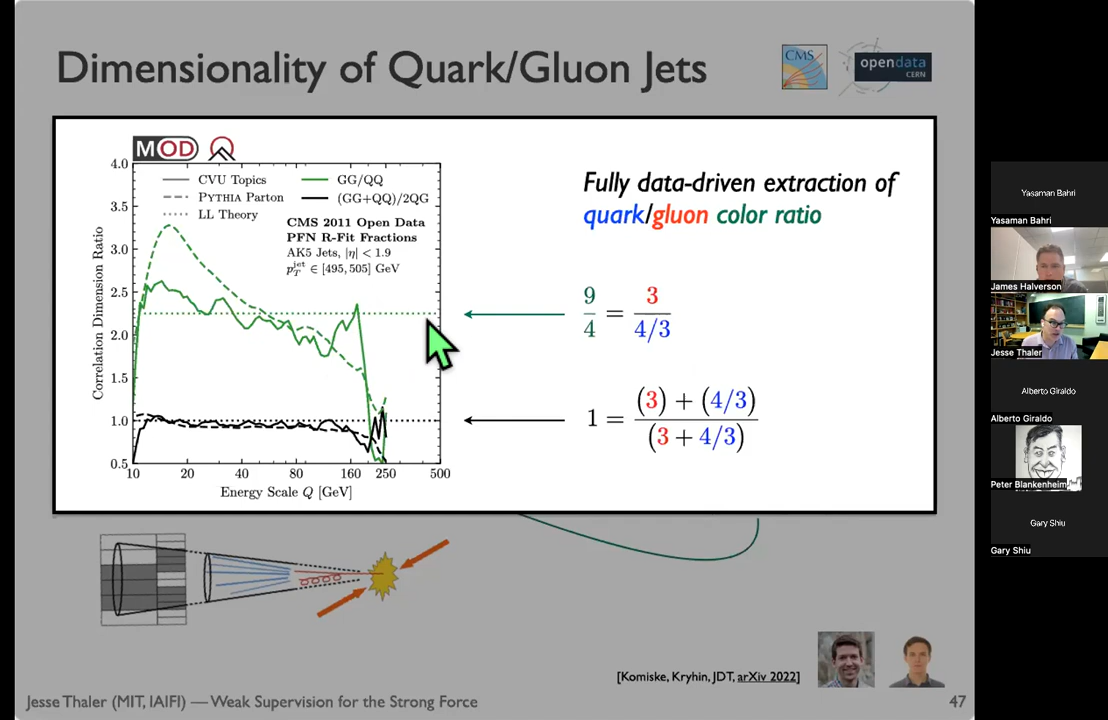 Dimensionality of Quark/Gluon Jets
CMS
opendata
CERN
MOD
4.0
3.5
3.0
2.5
2.0
1.5
1.0
0.5
Correlation Dimension Ratio
CVU Topics
PYTHIA Parton
LL Theory
GG/QQ
(GG+QQ)/2QG
CMS 2011 Open Data
PFN R-Fit Fractions
AK5 Jets, |η| < 1.9
p_T^jet ∈ [495, 505] GeV
10 20 40 80 160 250 500
Energy Scale Q [GeV]
Fully data-driven extraction of
quark/gluon color ratio
9/4 = 3/(4/3)
1 = ((3) + (4/3))/(3 + 4/3)
[Komiske, Kryhin, JDT, arXiv 2022]
Jesse Thaler (MIT, IAIFI) — Weak Supervision for the Strong Force
47
Yasaman Bahri
Yasaman Bahri
James Halverson
Jesse Thaler
Alberto Giraldo
Alberto Giraldo
Peter Blankenheim
Gary Shiu
Gary Shiu